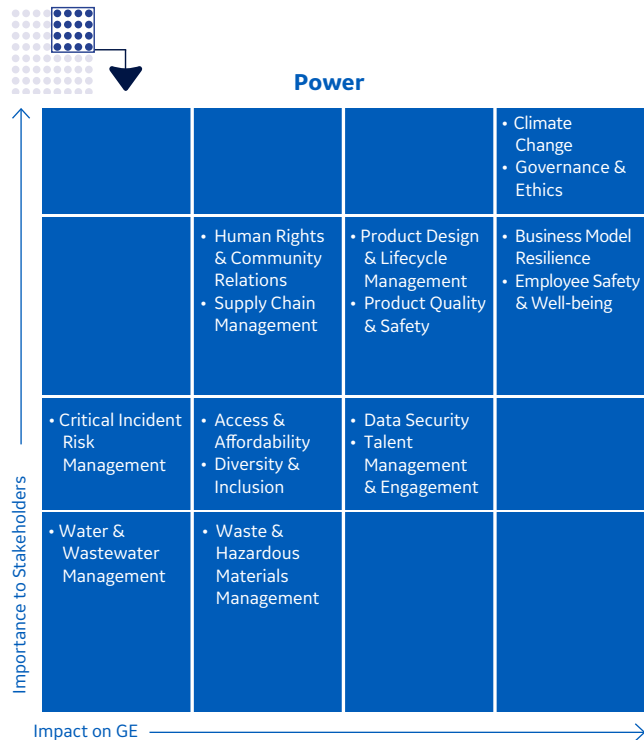 Power
• Climate
Change
• Governance &
Ethics
• Human Rights
& Community
Relations
• Supply Chain
Management
• Product Design
& Lifecycle
Management
• Product Quality
& Safety
• Business Model
Resilience
• Employee Safety
& Well-being
• Critical Incident
Risk
Management
• Access &
Affordability
• Diversity &
Inclusion
• Data Security
• Talent
Management
& Engagement
• Water &
Wastewater
Management
• Waste &
Hazardous
Materials
Management
Importance to Stakeholders
Impact on GE